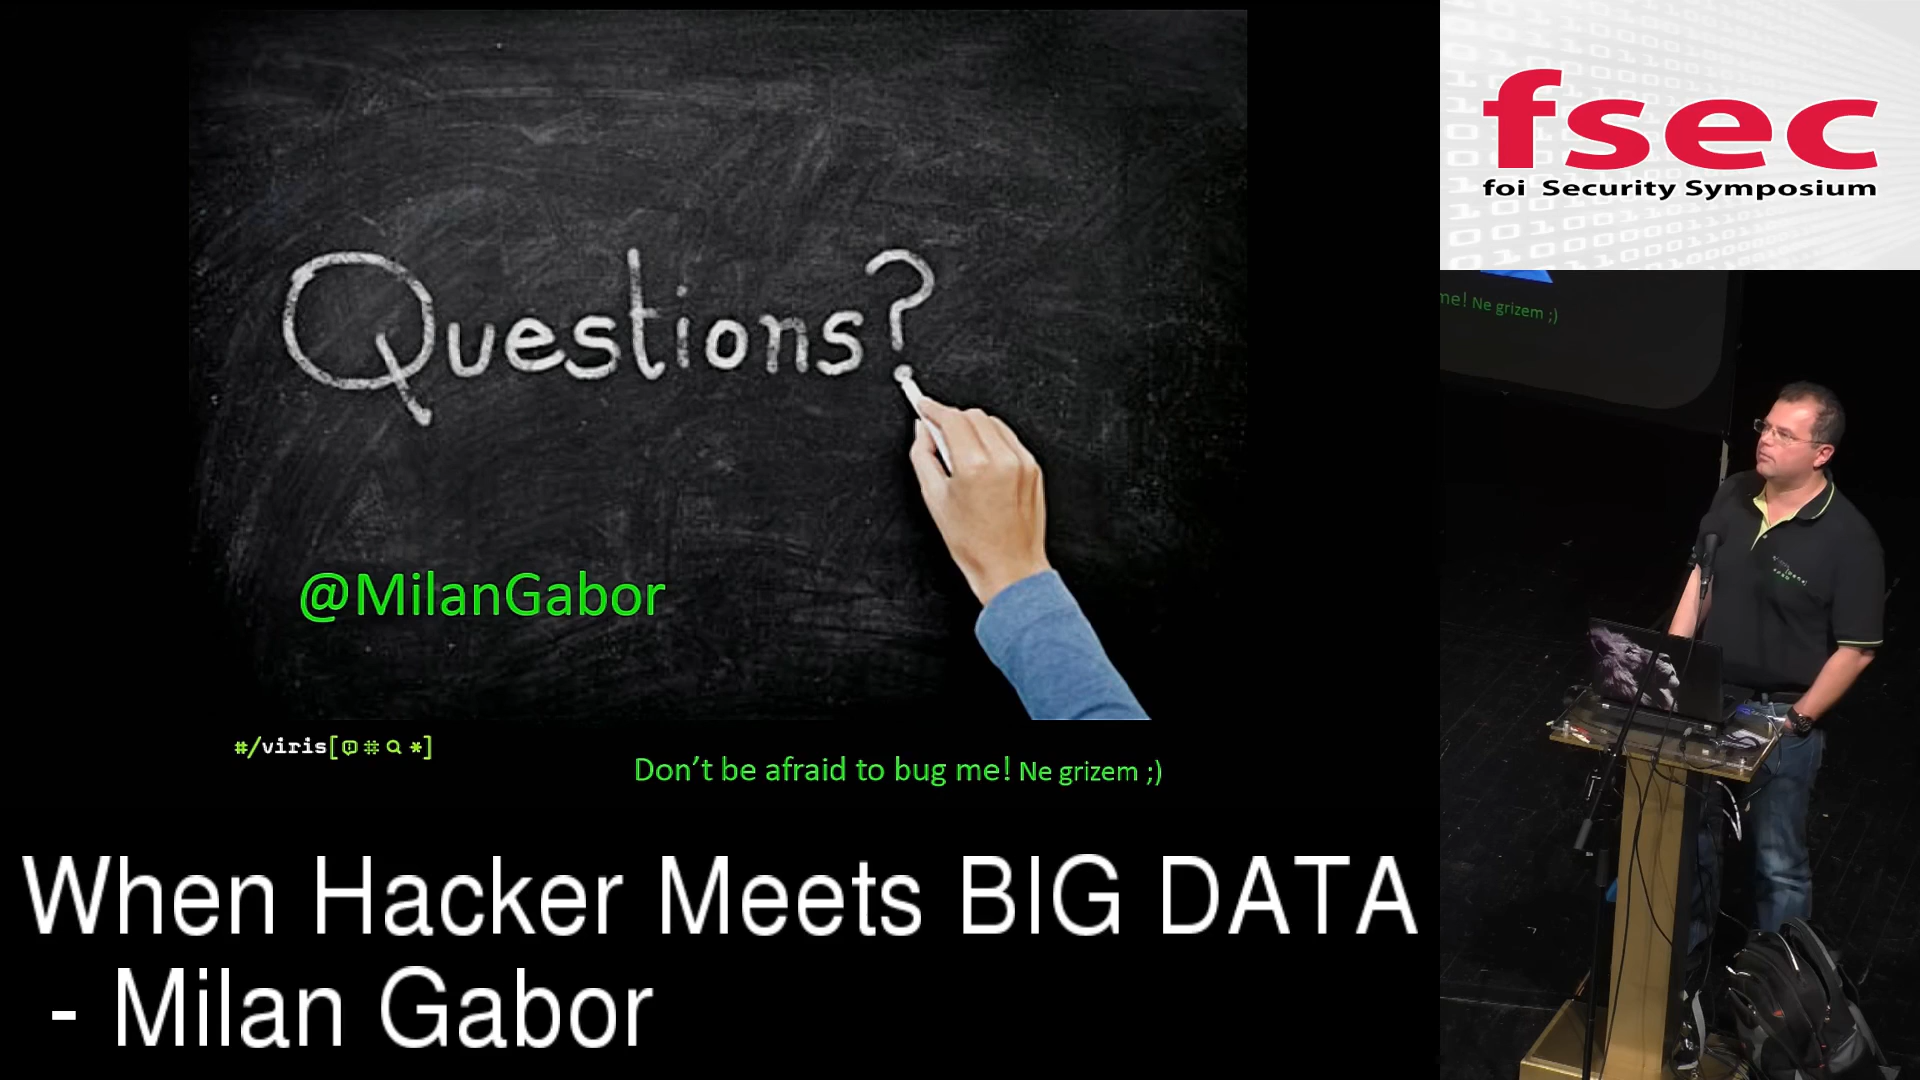 Questions?
@MilanGabor
#/viris[
Don't be afraid to bug me! Ne grizem ;)
When Hacker Meets BIG DATA
- Milan Gabor
fsec
foi Security Symposium
me! Ne grizem ;)